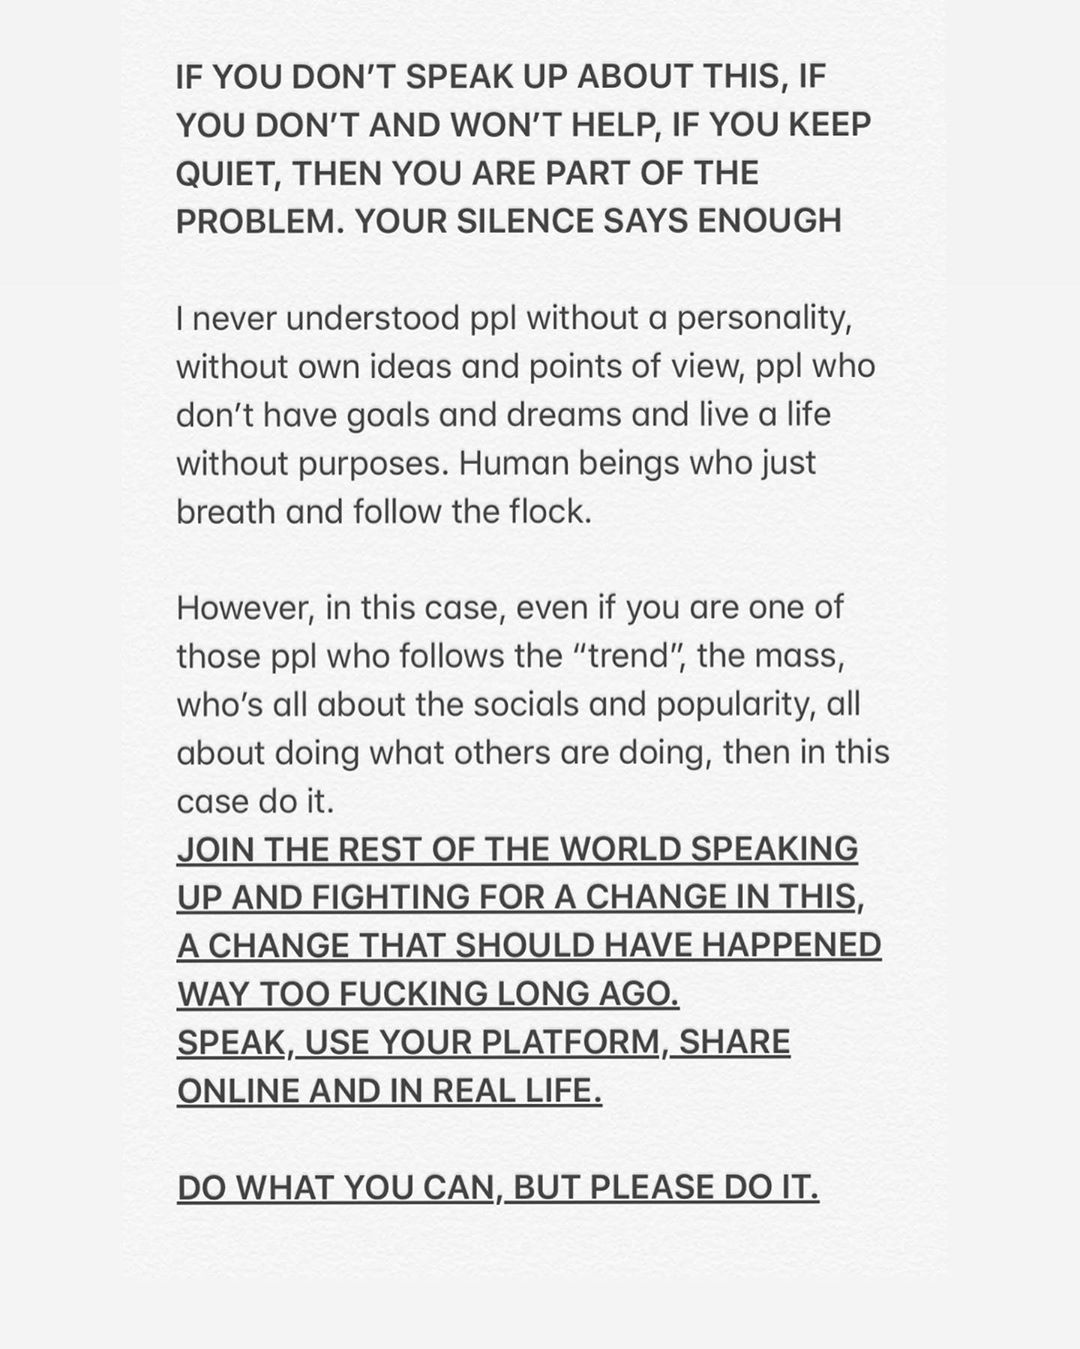 IF YOU DON’T SPEAK UP ABOUT THIS, IF
YOU DON’T AND WON’T HELP, IF YOU KEEP
QUIET, THEN YOU ARE PART OF THE
PROBLEM. YOUR SILENCE SAYS ENOUGH
I never understood ppl without a personality,
without own ideas and points of view, ppl who
don’t have goals and dreams and live a life
without purposes. Human beings who just
breath and follow the flock.
However, in this case, even if you are one of
those ppl who follows the “trend”, the mass,
who’s all about the socials and popularity, all
about doing what others are doing, then in this
case do it.
JOIN THE REST OF THE WORLD SPEAKING
UP AND FIGHTING FOR A CHANGE IN THIS,
A CHANGE THAT SHOULD HAVE HAPPENED
WAY TOO FUCKING LONG AGO.
SPEAK, USE YOUR PLATFORM, SHARE
ONLINE AND IN REAL LIFE.
DO WHAT YOU CAN, BUT PLEASE DO IT.